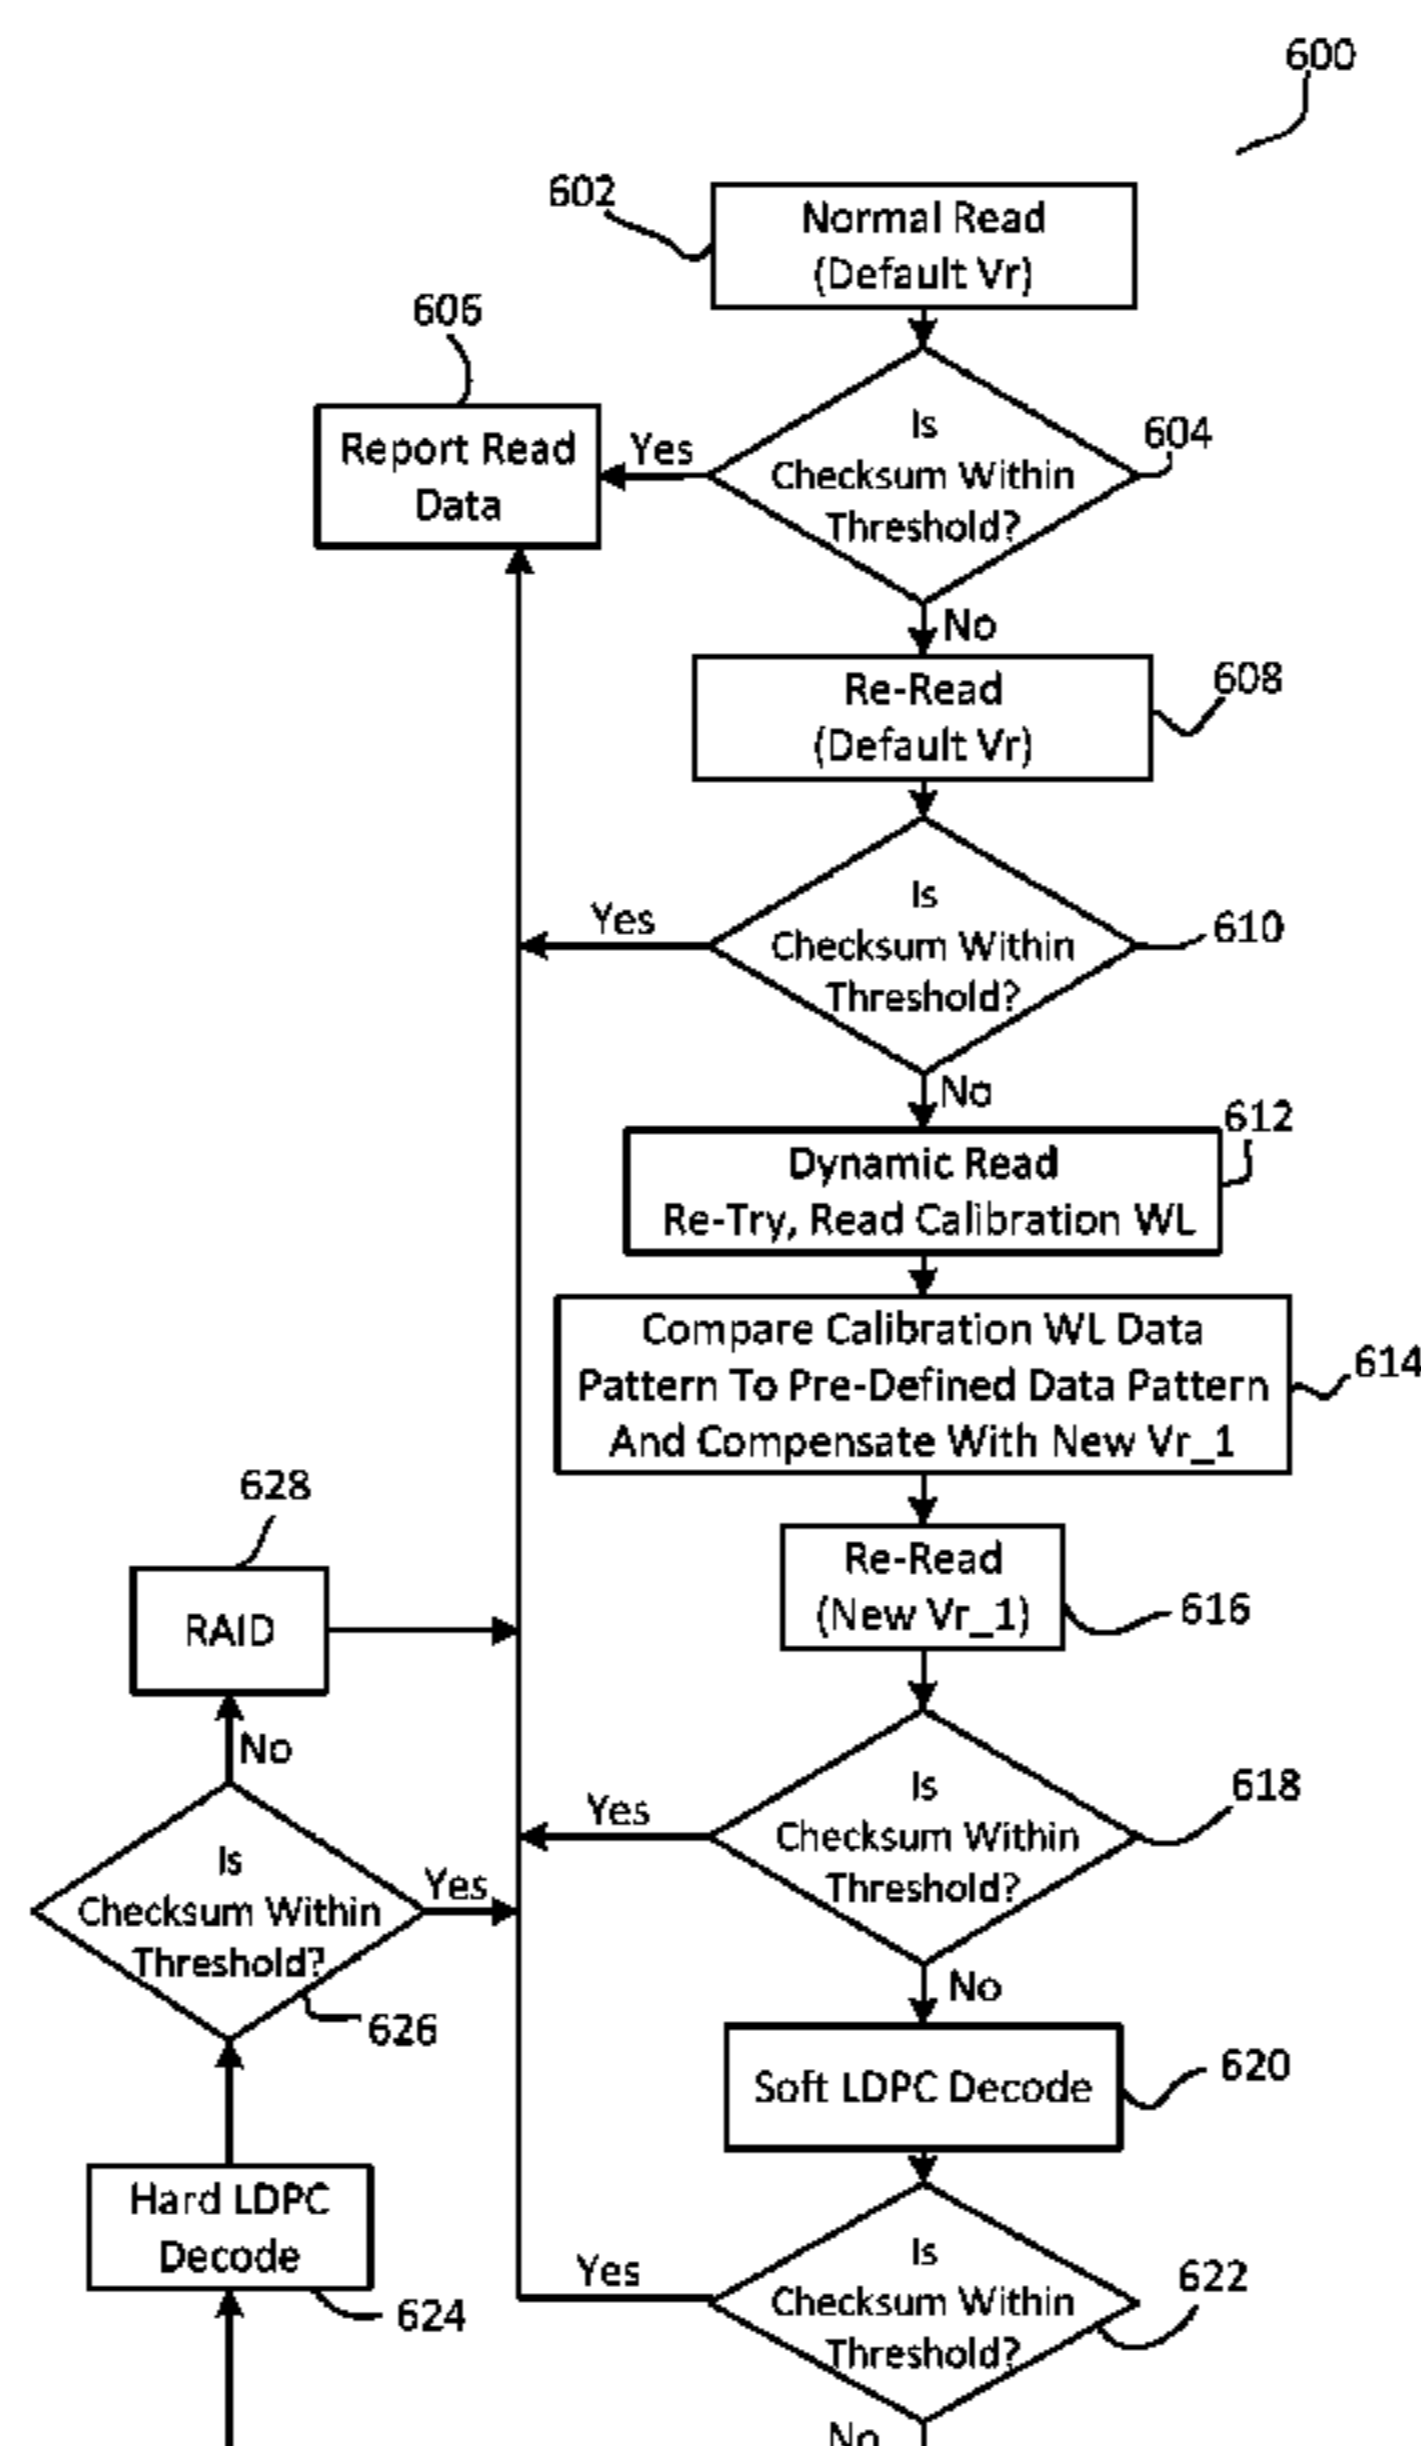 600
602
Normal Read
(Default Vr)
606
Report Read
Data
Yes
Is
Checksum Within
Threshold?
604
No
Re-Read
(Default Vr)
608
Yes
Is
Checksum Within
Threshold?
610
No
612
Dynamic Read
Re-Try, Read Calibration WL
Compare Calibration WL Data
Pattern To Pre-Defined Data Pattern
And Compensate With New Vr_1
614
Re-Read
(New Vr_1)
616
Yes
Is
Checksum Within
Threshold?
618
No
Soft LDPC Decode
620
Yes
Is
Checksum Within
Threshold?
622
No
Hard LDPC
Decode
624
Is
Checksum Within
Threshold?
626
Yes
No
RAID
628